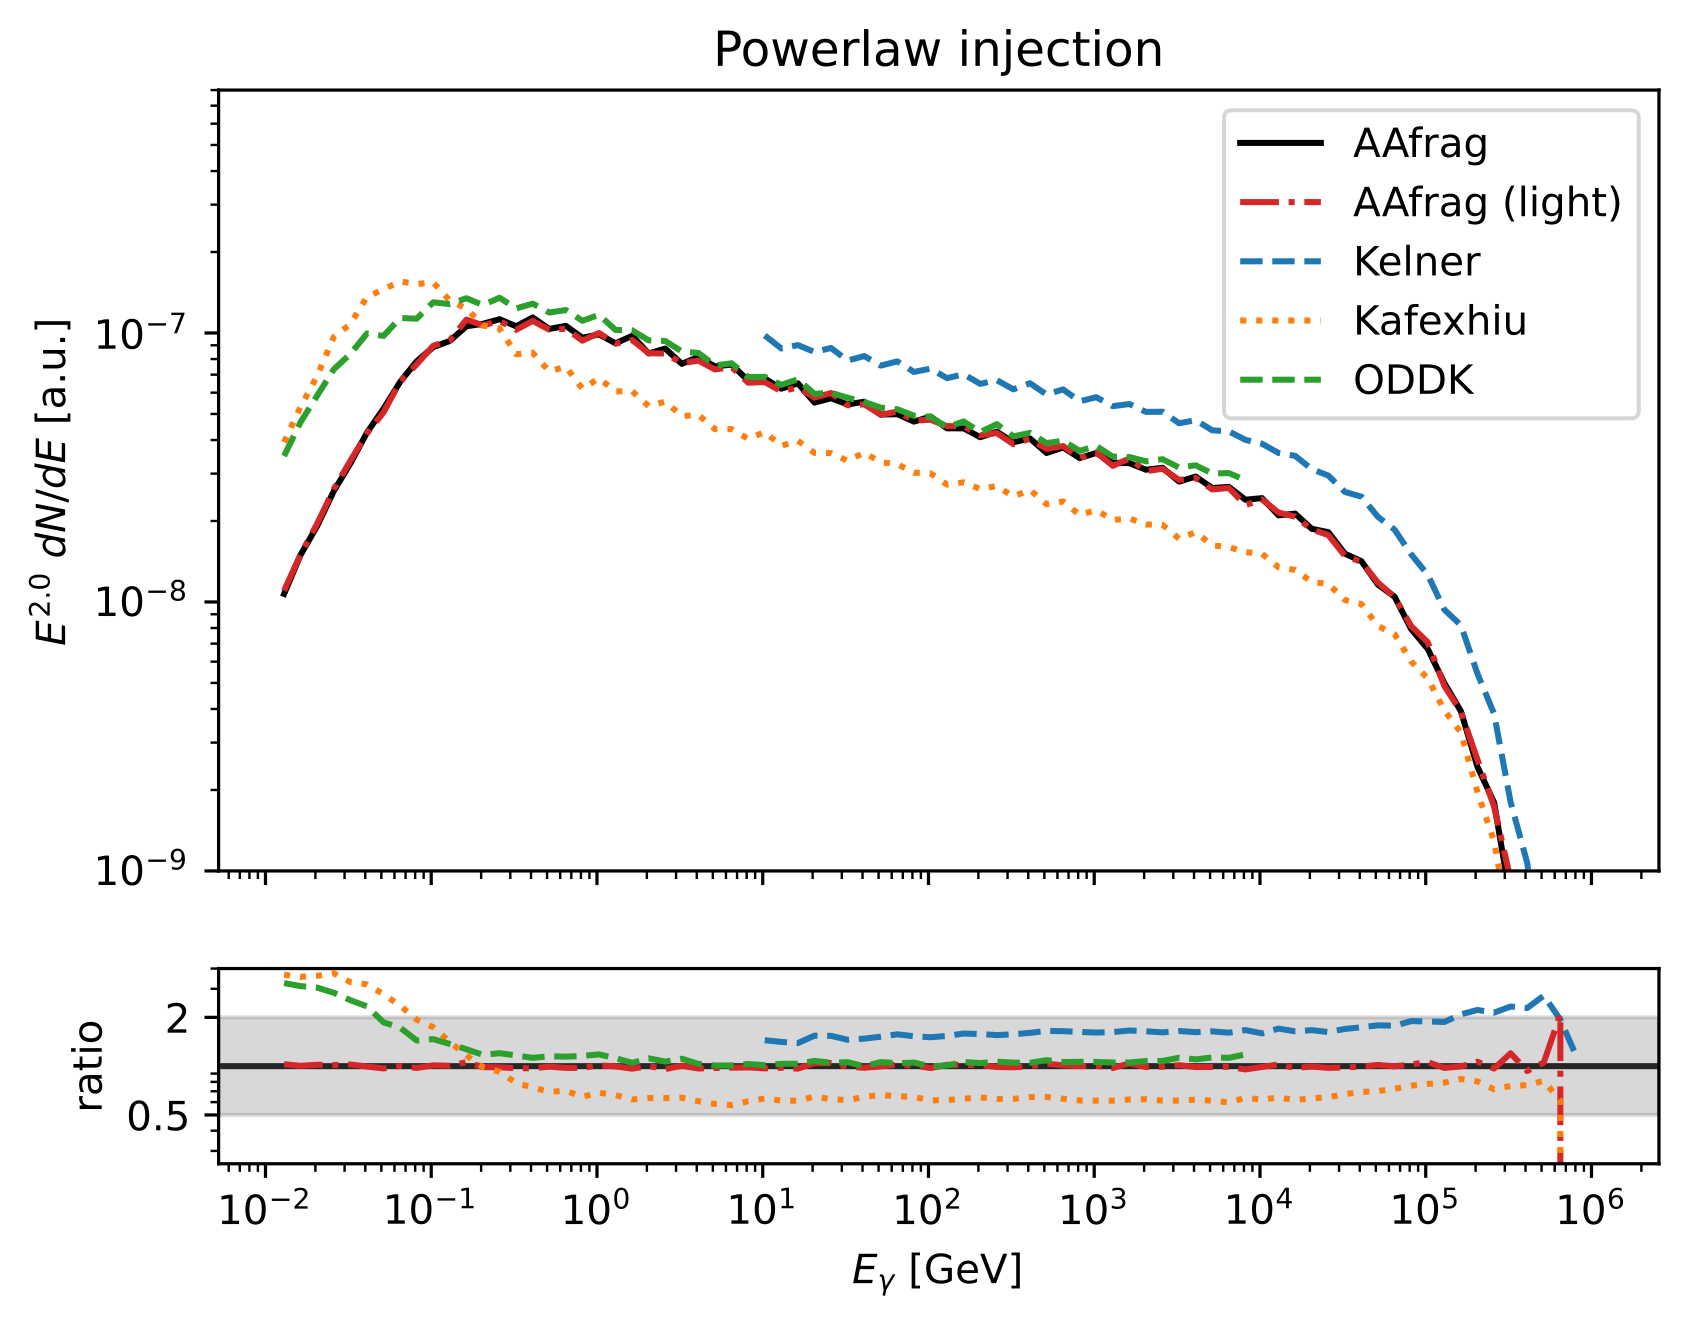 Powerlaw injection
AAfrag
AAfrag (light)
Kelner
Kafexhiu
ODDK
E^2.0 dN/dE [a.u.]
10^−7
10^−8
10^−9
ratio
2
0.5
10^−2 10^−1 10^0 10^1 10^2 10^3 10^4 10^5 10^6
E_γ [GeV]